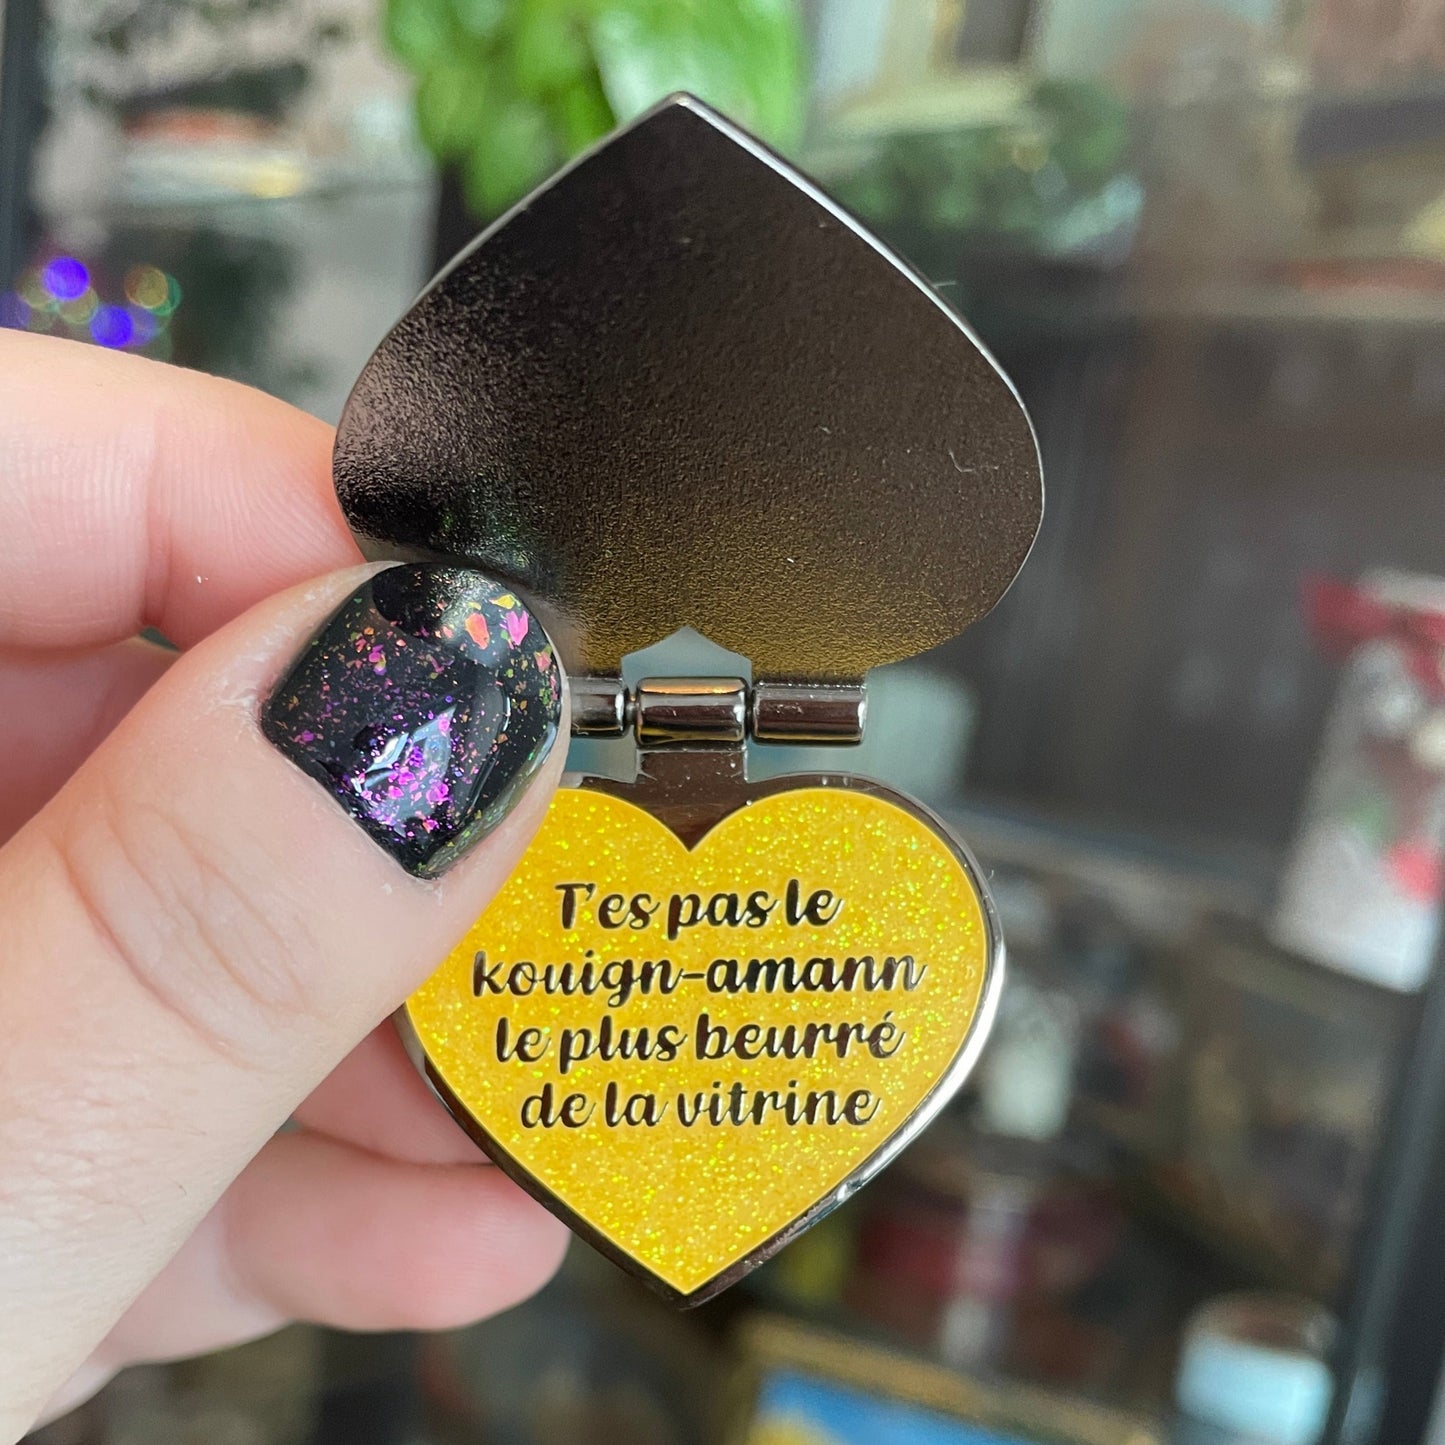 T'es pas le
kouign-amann
le plus beurré
de la vitrine